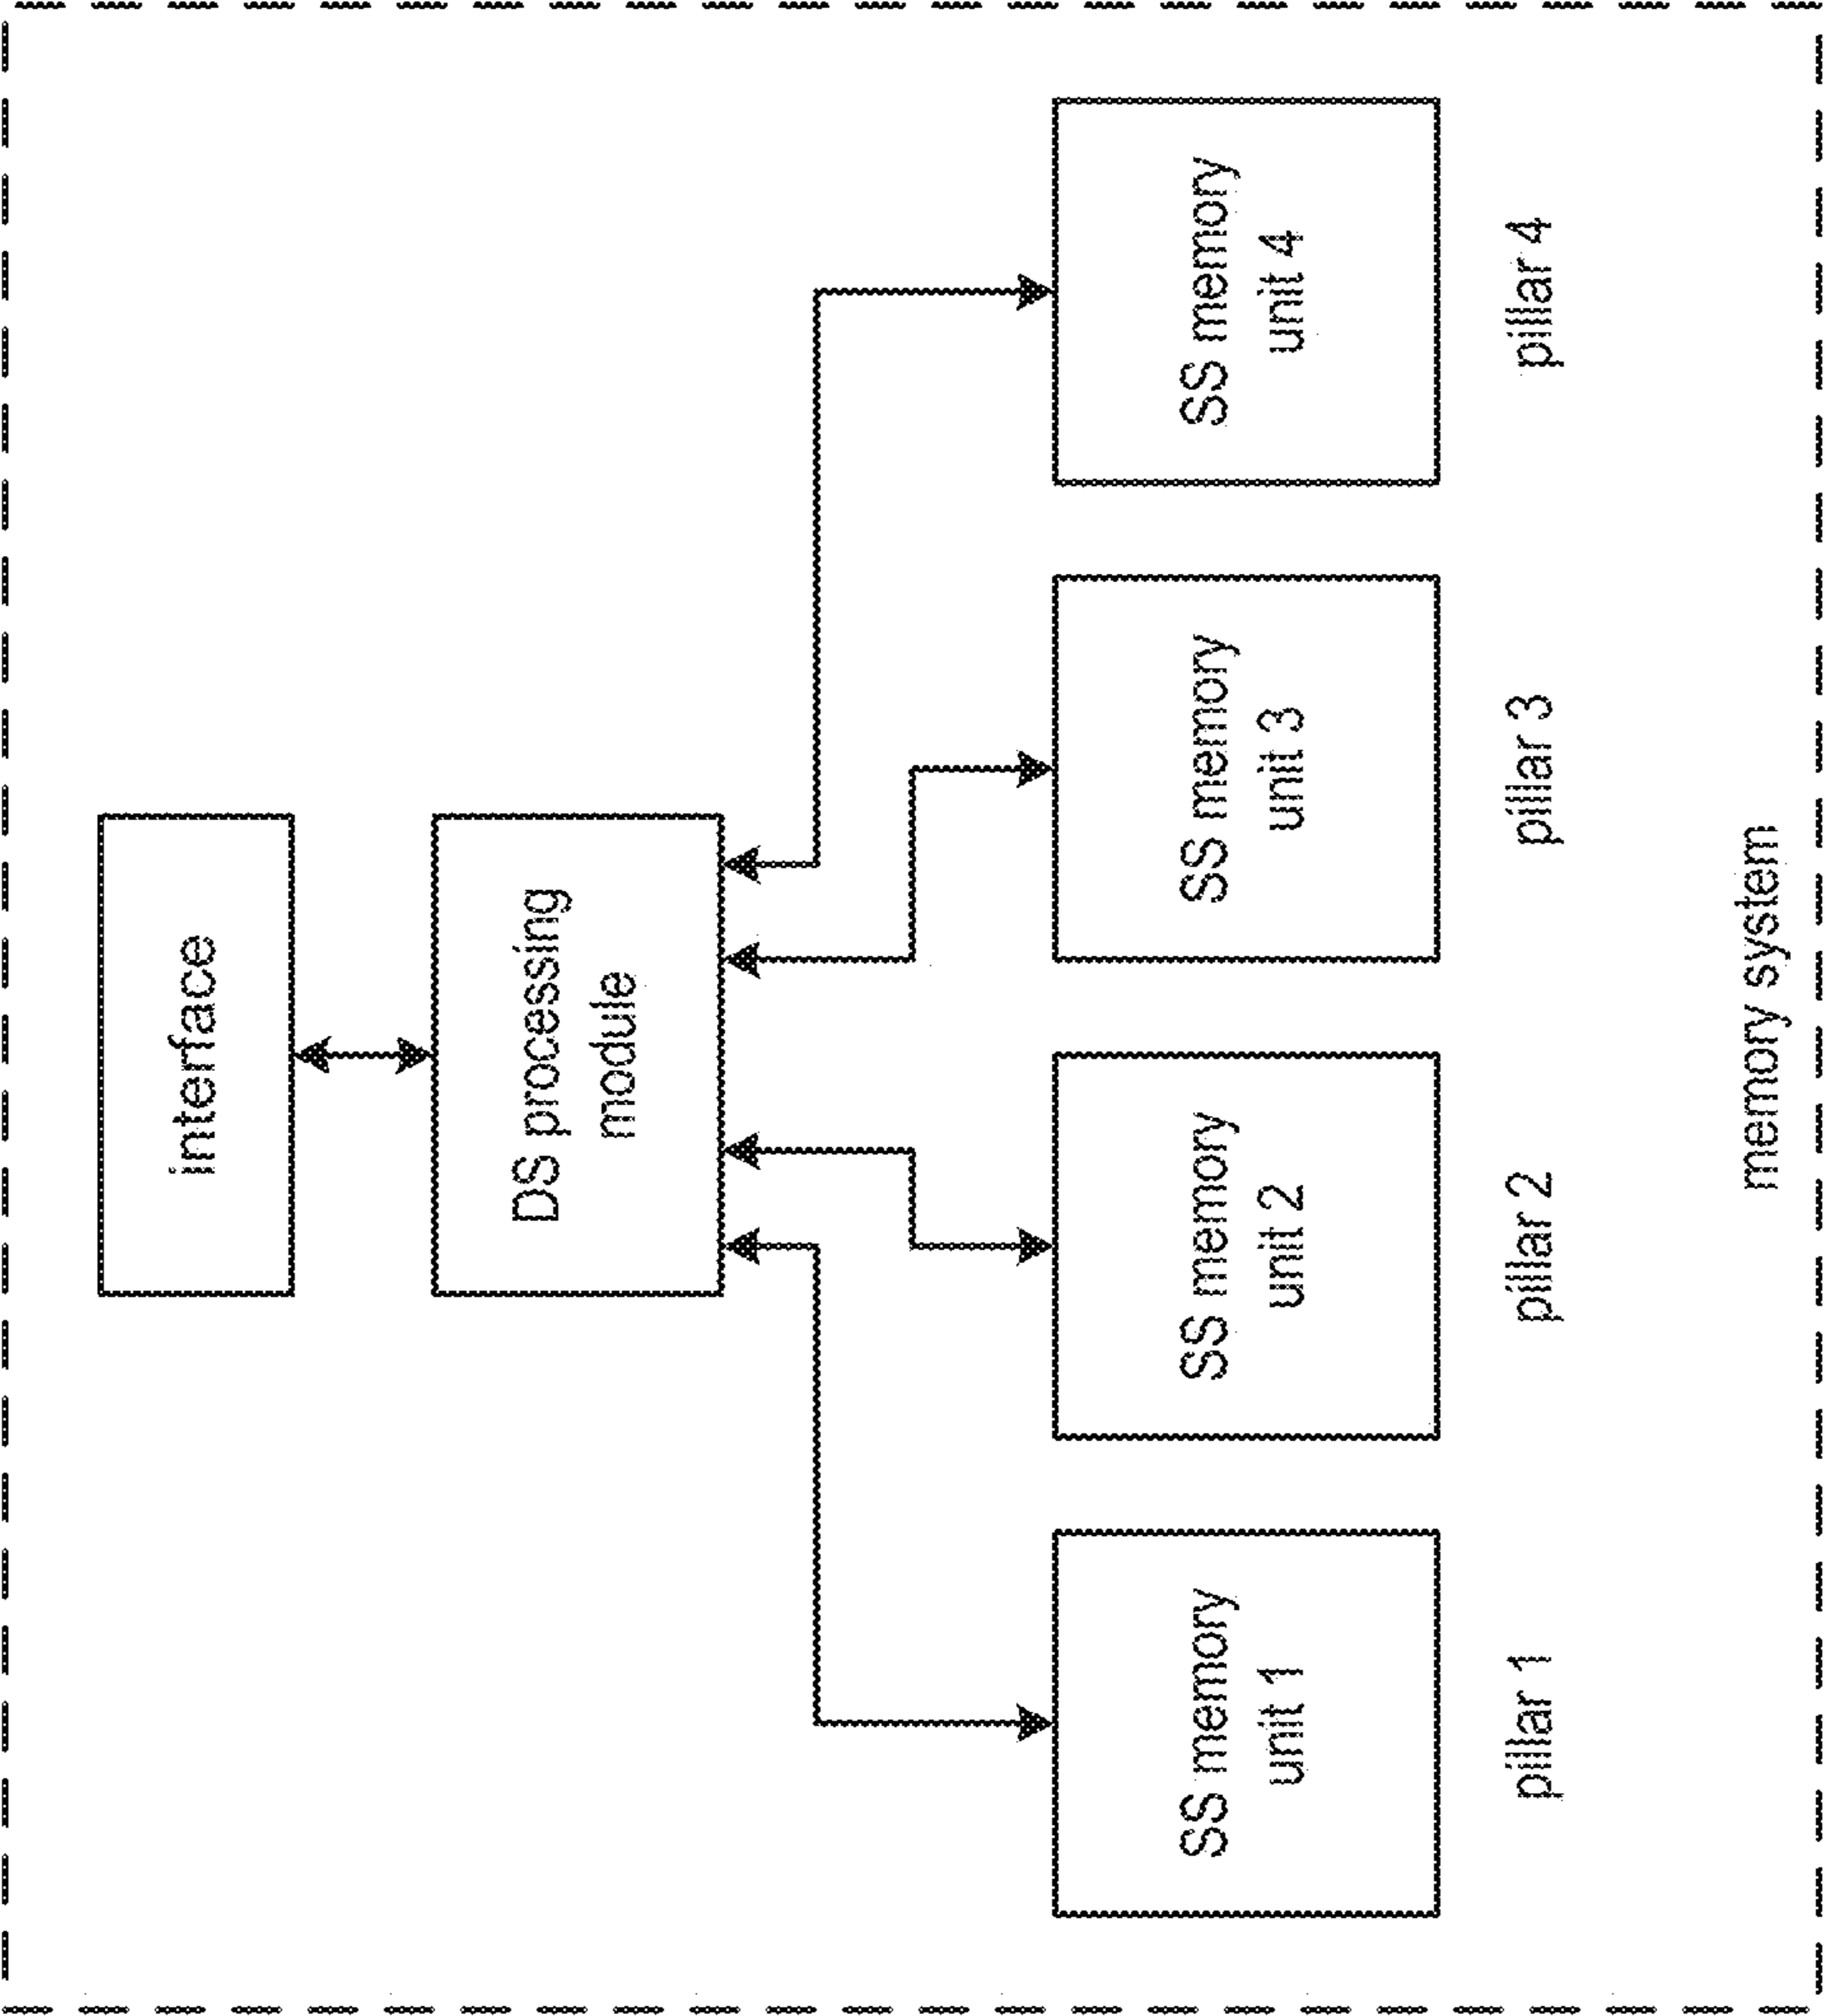 interface
DS processing
module
SS memory
unit 1
SS memory
unit 2
SS memory
unit 3
SS memory
unit 4
pillar 1
pillar 2
pillar 3
pillar 4
memory system